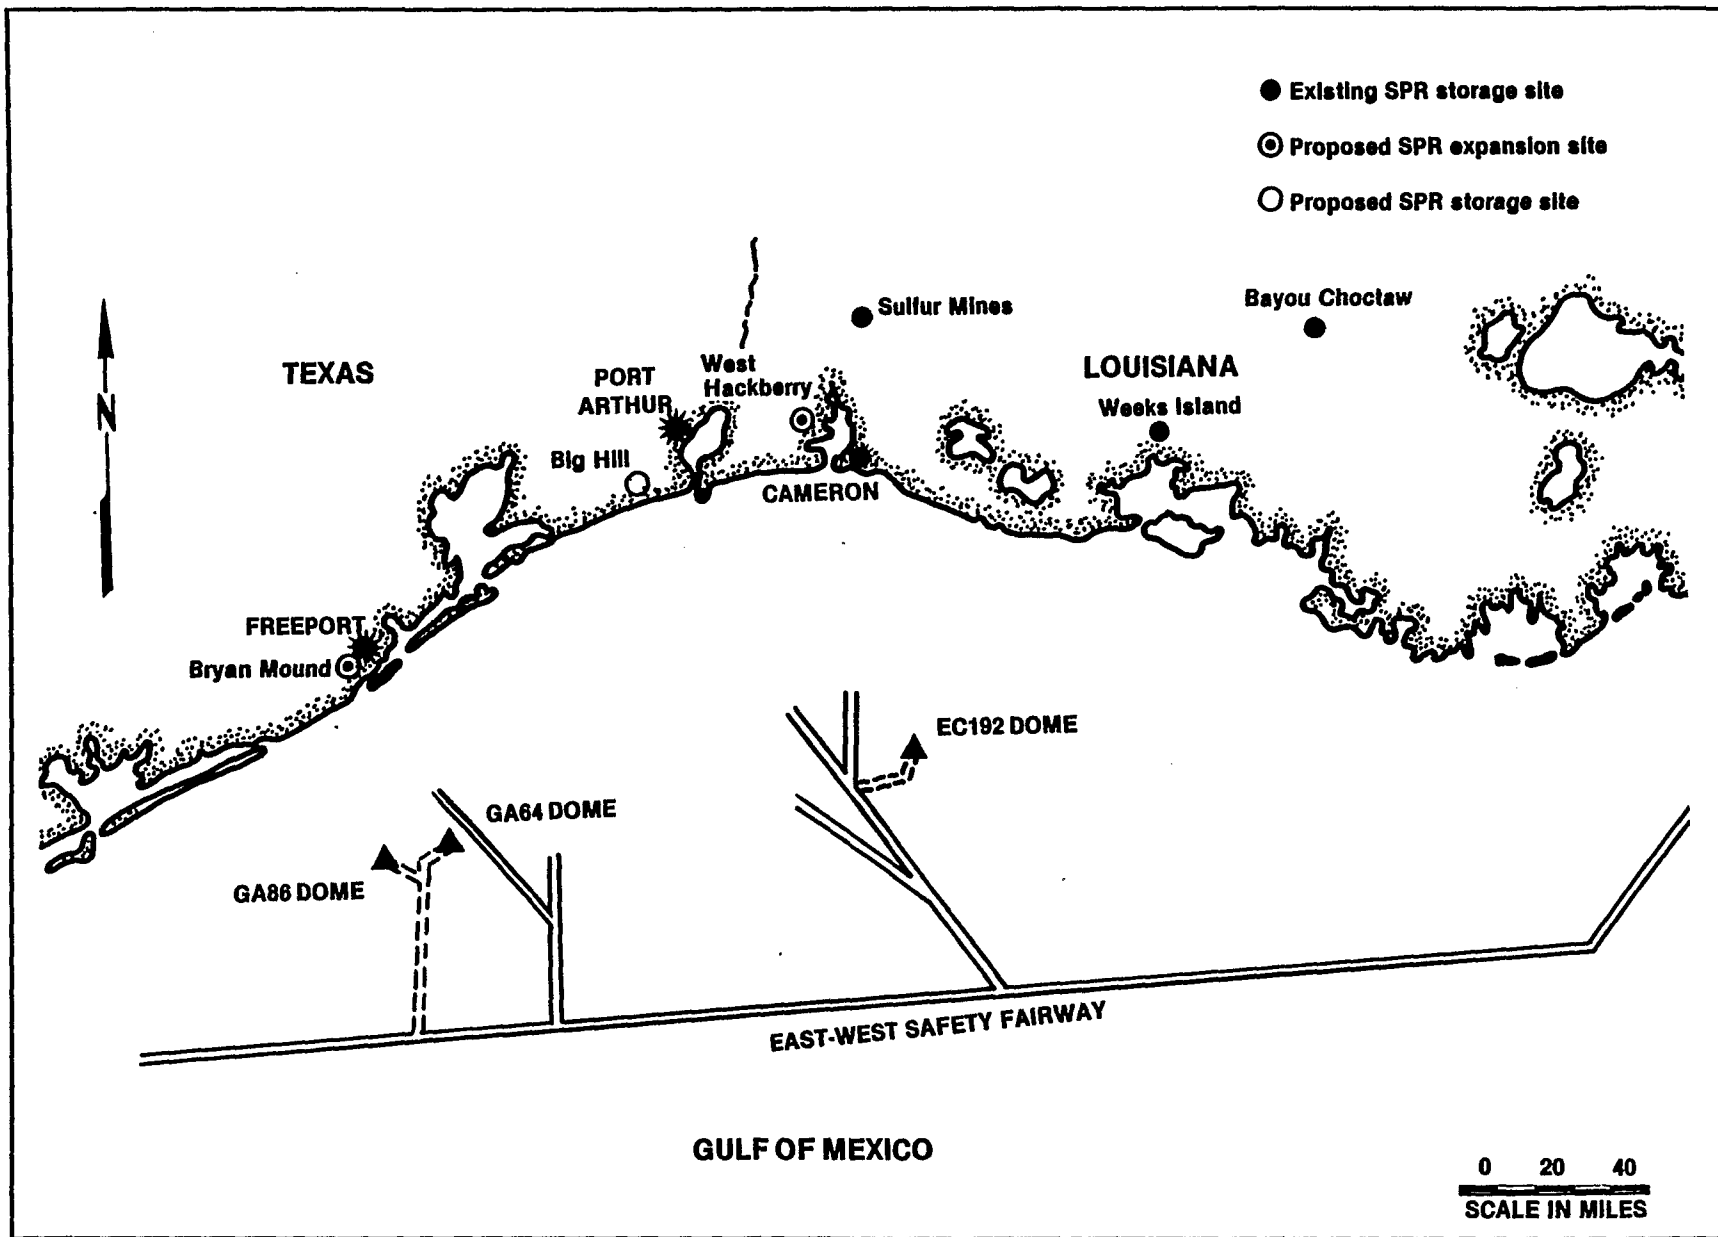 Existing SPR storage site
Proposed SPR expansion site
Proposed SPR storage site
Sulfur Mines
Bayou Choctaw
TEXAS
PORT
ARTHUR
West
Hackberry
LOUISIANA
Weeks Island
N
Big Hill
CAMERON
FREEPORT
Bryan Mound
EC192 DOME
GA64 DOME
GA86 DOME
EAST-WEST SAFETY FAIRWAY
GULF OF MEXICO
0 20 40
SCALE IN MILES